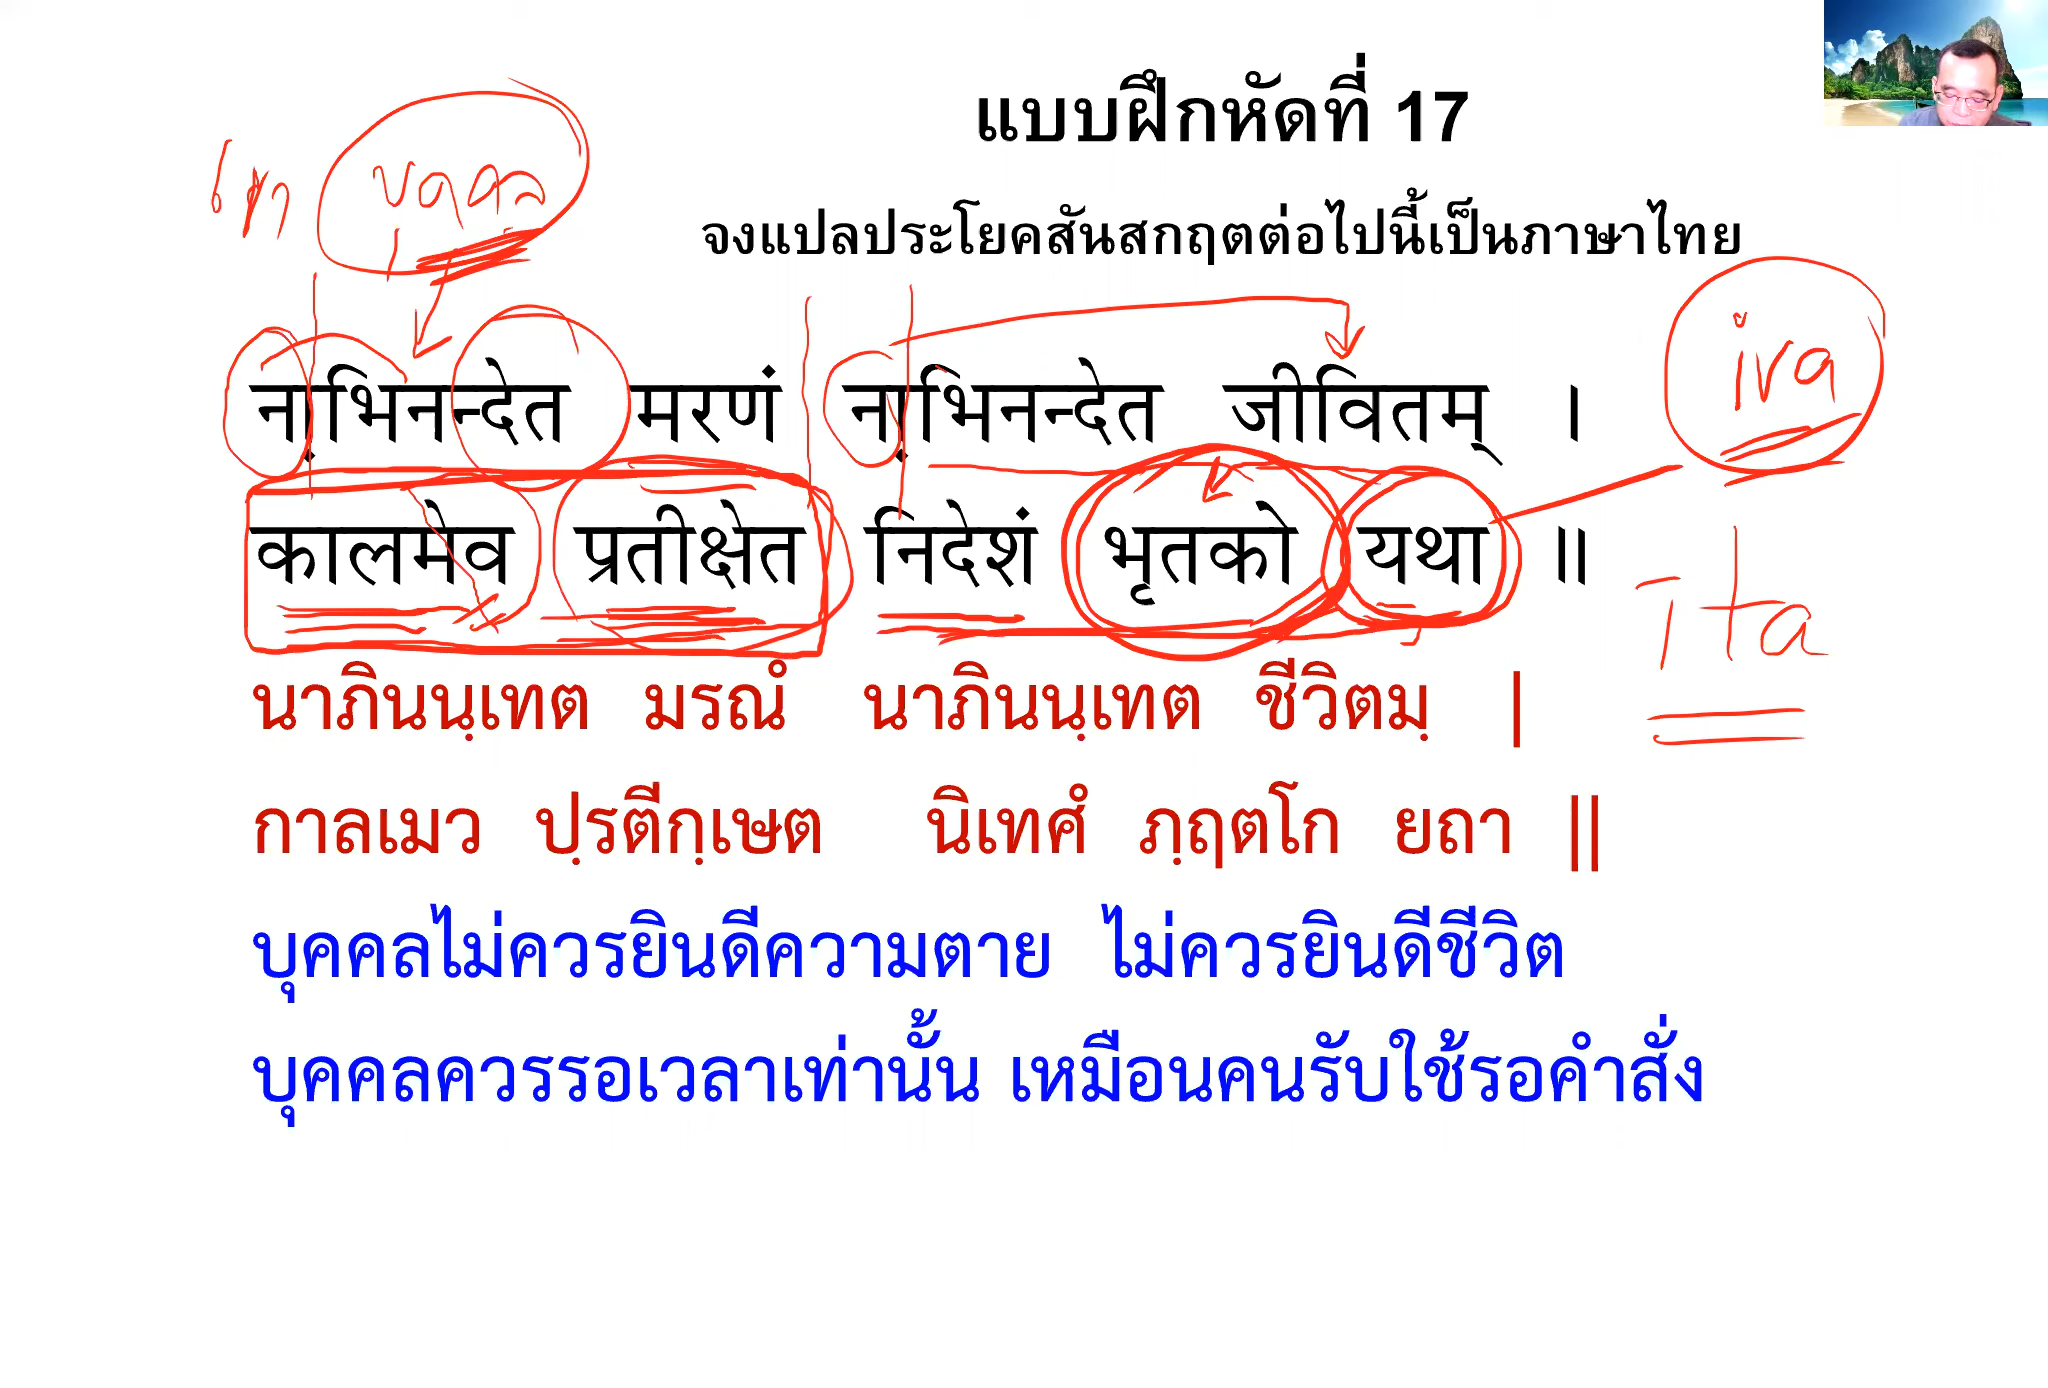 แบบฝึกหัดที่ 17
จงแปลประโยคสันสกฤตต่อไปนี้เป็นภาษาไทย
เขา บุคคล
iva
नाभिनन्देत मरणं नाभिनन्देत जीवितम् ।
कालमेव प्रतीक्षेत निर्देशं भृतको यथा ॥
ita
นาภินนฺเทต มรณํ นาภินนฺเทต ชีวิตมฺ |
กาลเมว ปฺรตีกฺเษต นิเทศํ ภฺฤตโก ยถา ||
บุคคลไม่ควรยินดีความตาย ไม่ควรยินดีชีวิต
บุคคลควรรอเวลาเท่านั้น เหมือนคนรับใช้รอคำสั่ง